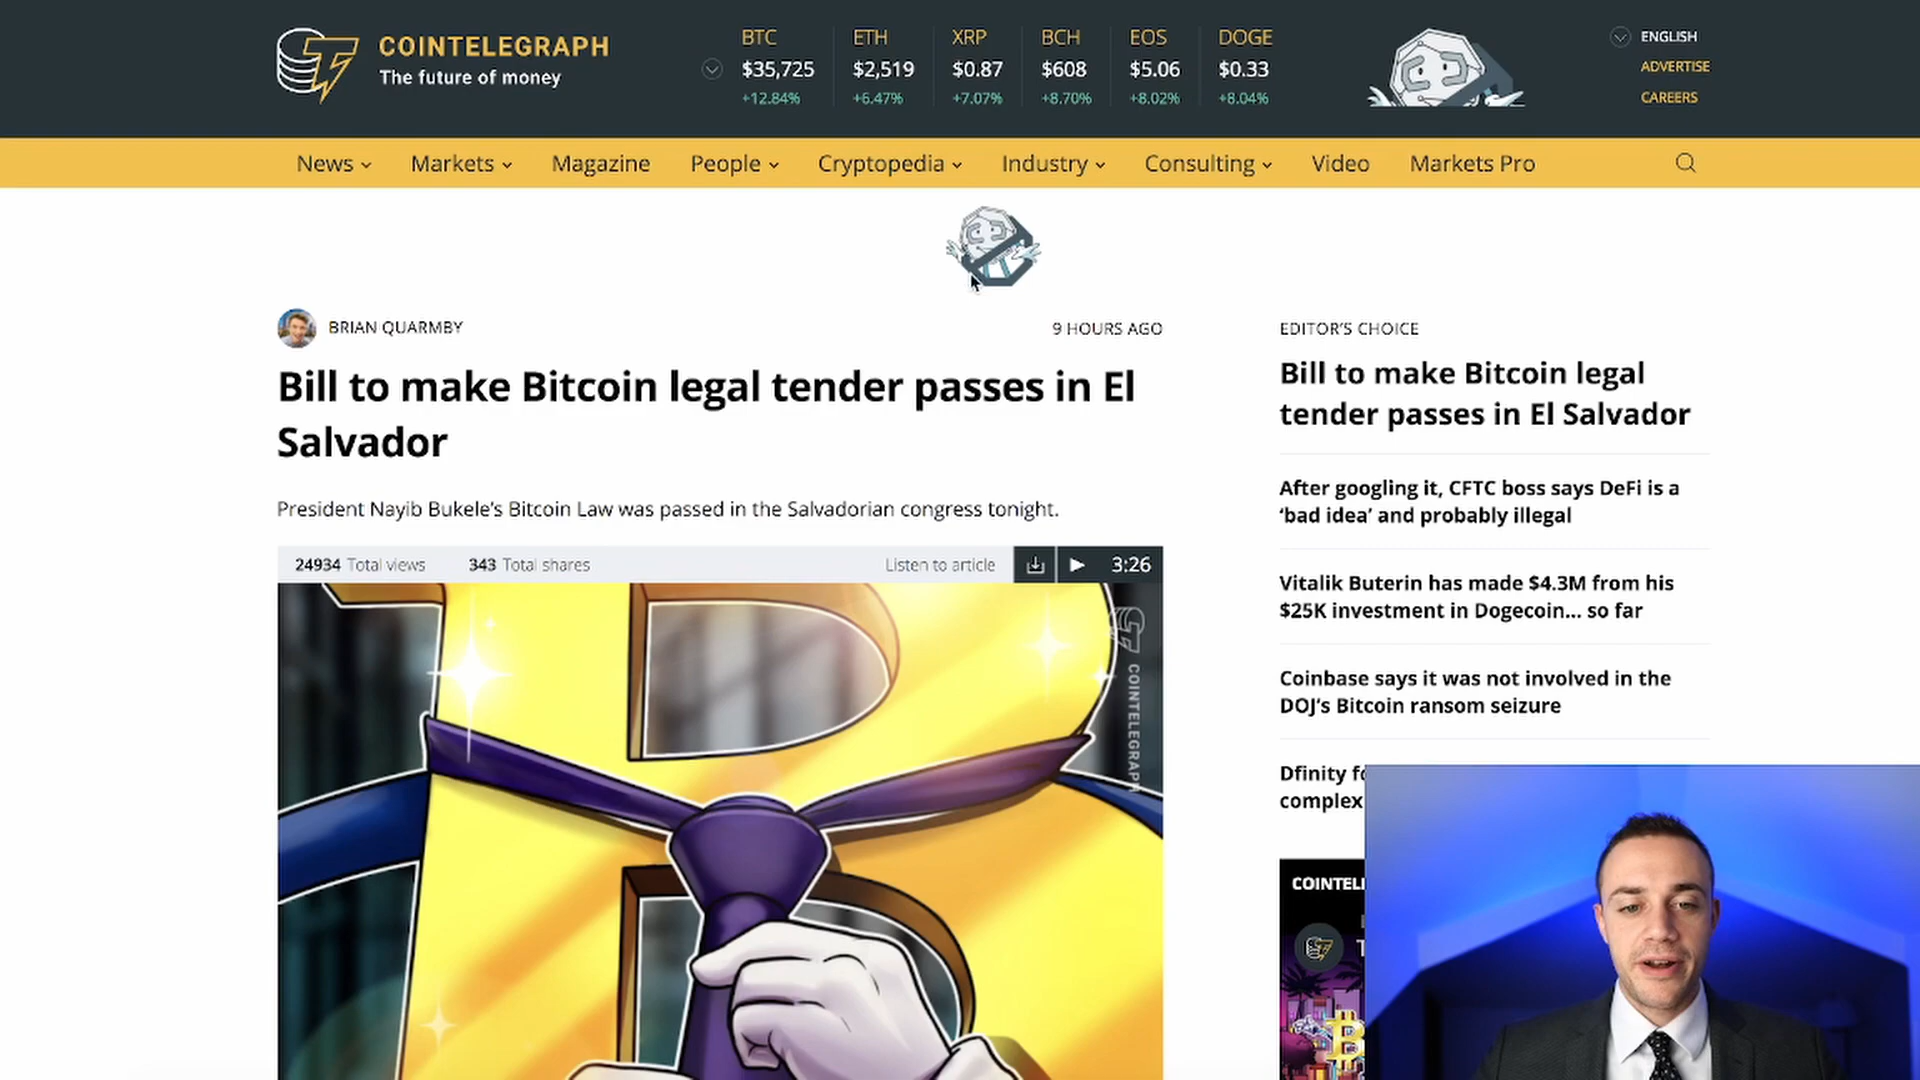 COINTELEGRAPH
The future of money
BTC
$35,725
+12.84%
ETH
$2,519
+6.47%
XRP
$0.87
+7.07%
BCH
$608
+8.70%
EOS
$5.06
+8.02%
DOGE
$0.33
+8.04%
ENGLISH
ADVERTISE
CAREERS
News Markets Magazine People Cryptopedia Industry Consulting Video Markets Pro
BRIAN QUARMBY
9 HOURS AGO
Bill to make Bitcoin legal tender passes in El
Salvador
President Nayib Bukele's Bitcoin Law was passed in the Salvadorian congress tonight.
24934 Total views 343 Total shares Listen to article 3:26
COINTELEGRAPH
EDITOR'S CHOICE
Bill to make Bitcoin legal
tender passes in El Salvador
After googling it, CFTC boss says DeFi is a
‘bad idea’ and probably illegal
Vitalik Buterin has made $4.3M from his
$25K investment in Dogecoin... so far
Coinbase says it was not involved in the
DOJ's Bitcoin ransom seizure
Dfinity
complex
COINTEL